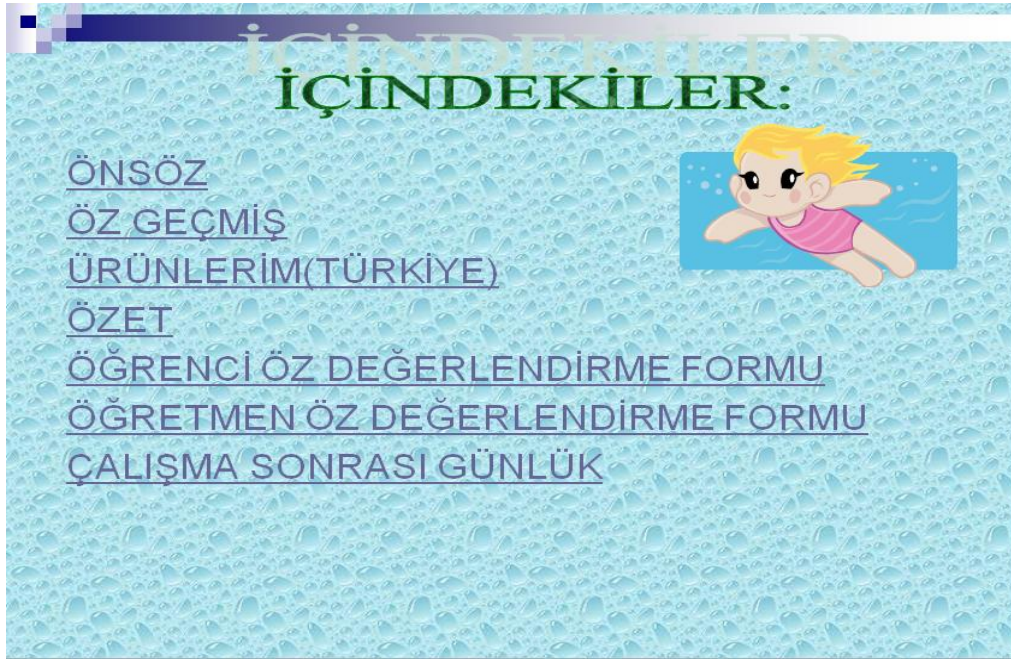 İÇİNDEKİLER:
ÖNSÖZ
ÖZ GEÇMİŞ
ÜRÜNLERİM(TÜRKİYE)
ÖZET
ÖĞRENCİ ÖZ DEĞERLENDİRME FORMU
ÖĞRETMEN ÖZ DEĞERLENDİRME FORMU
ÇALIŞMA SONRASI GÜNLÜK